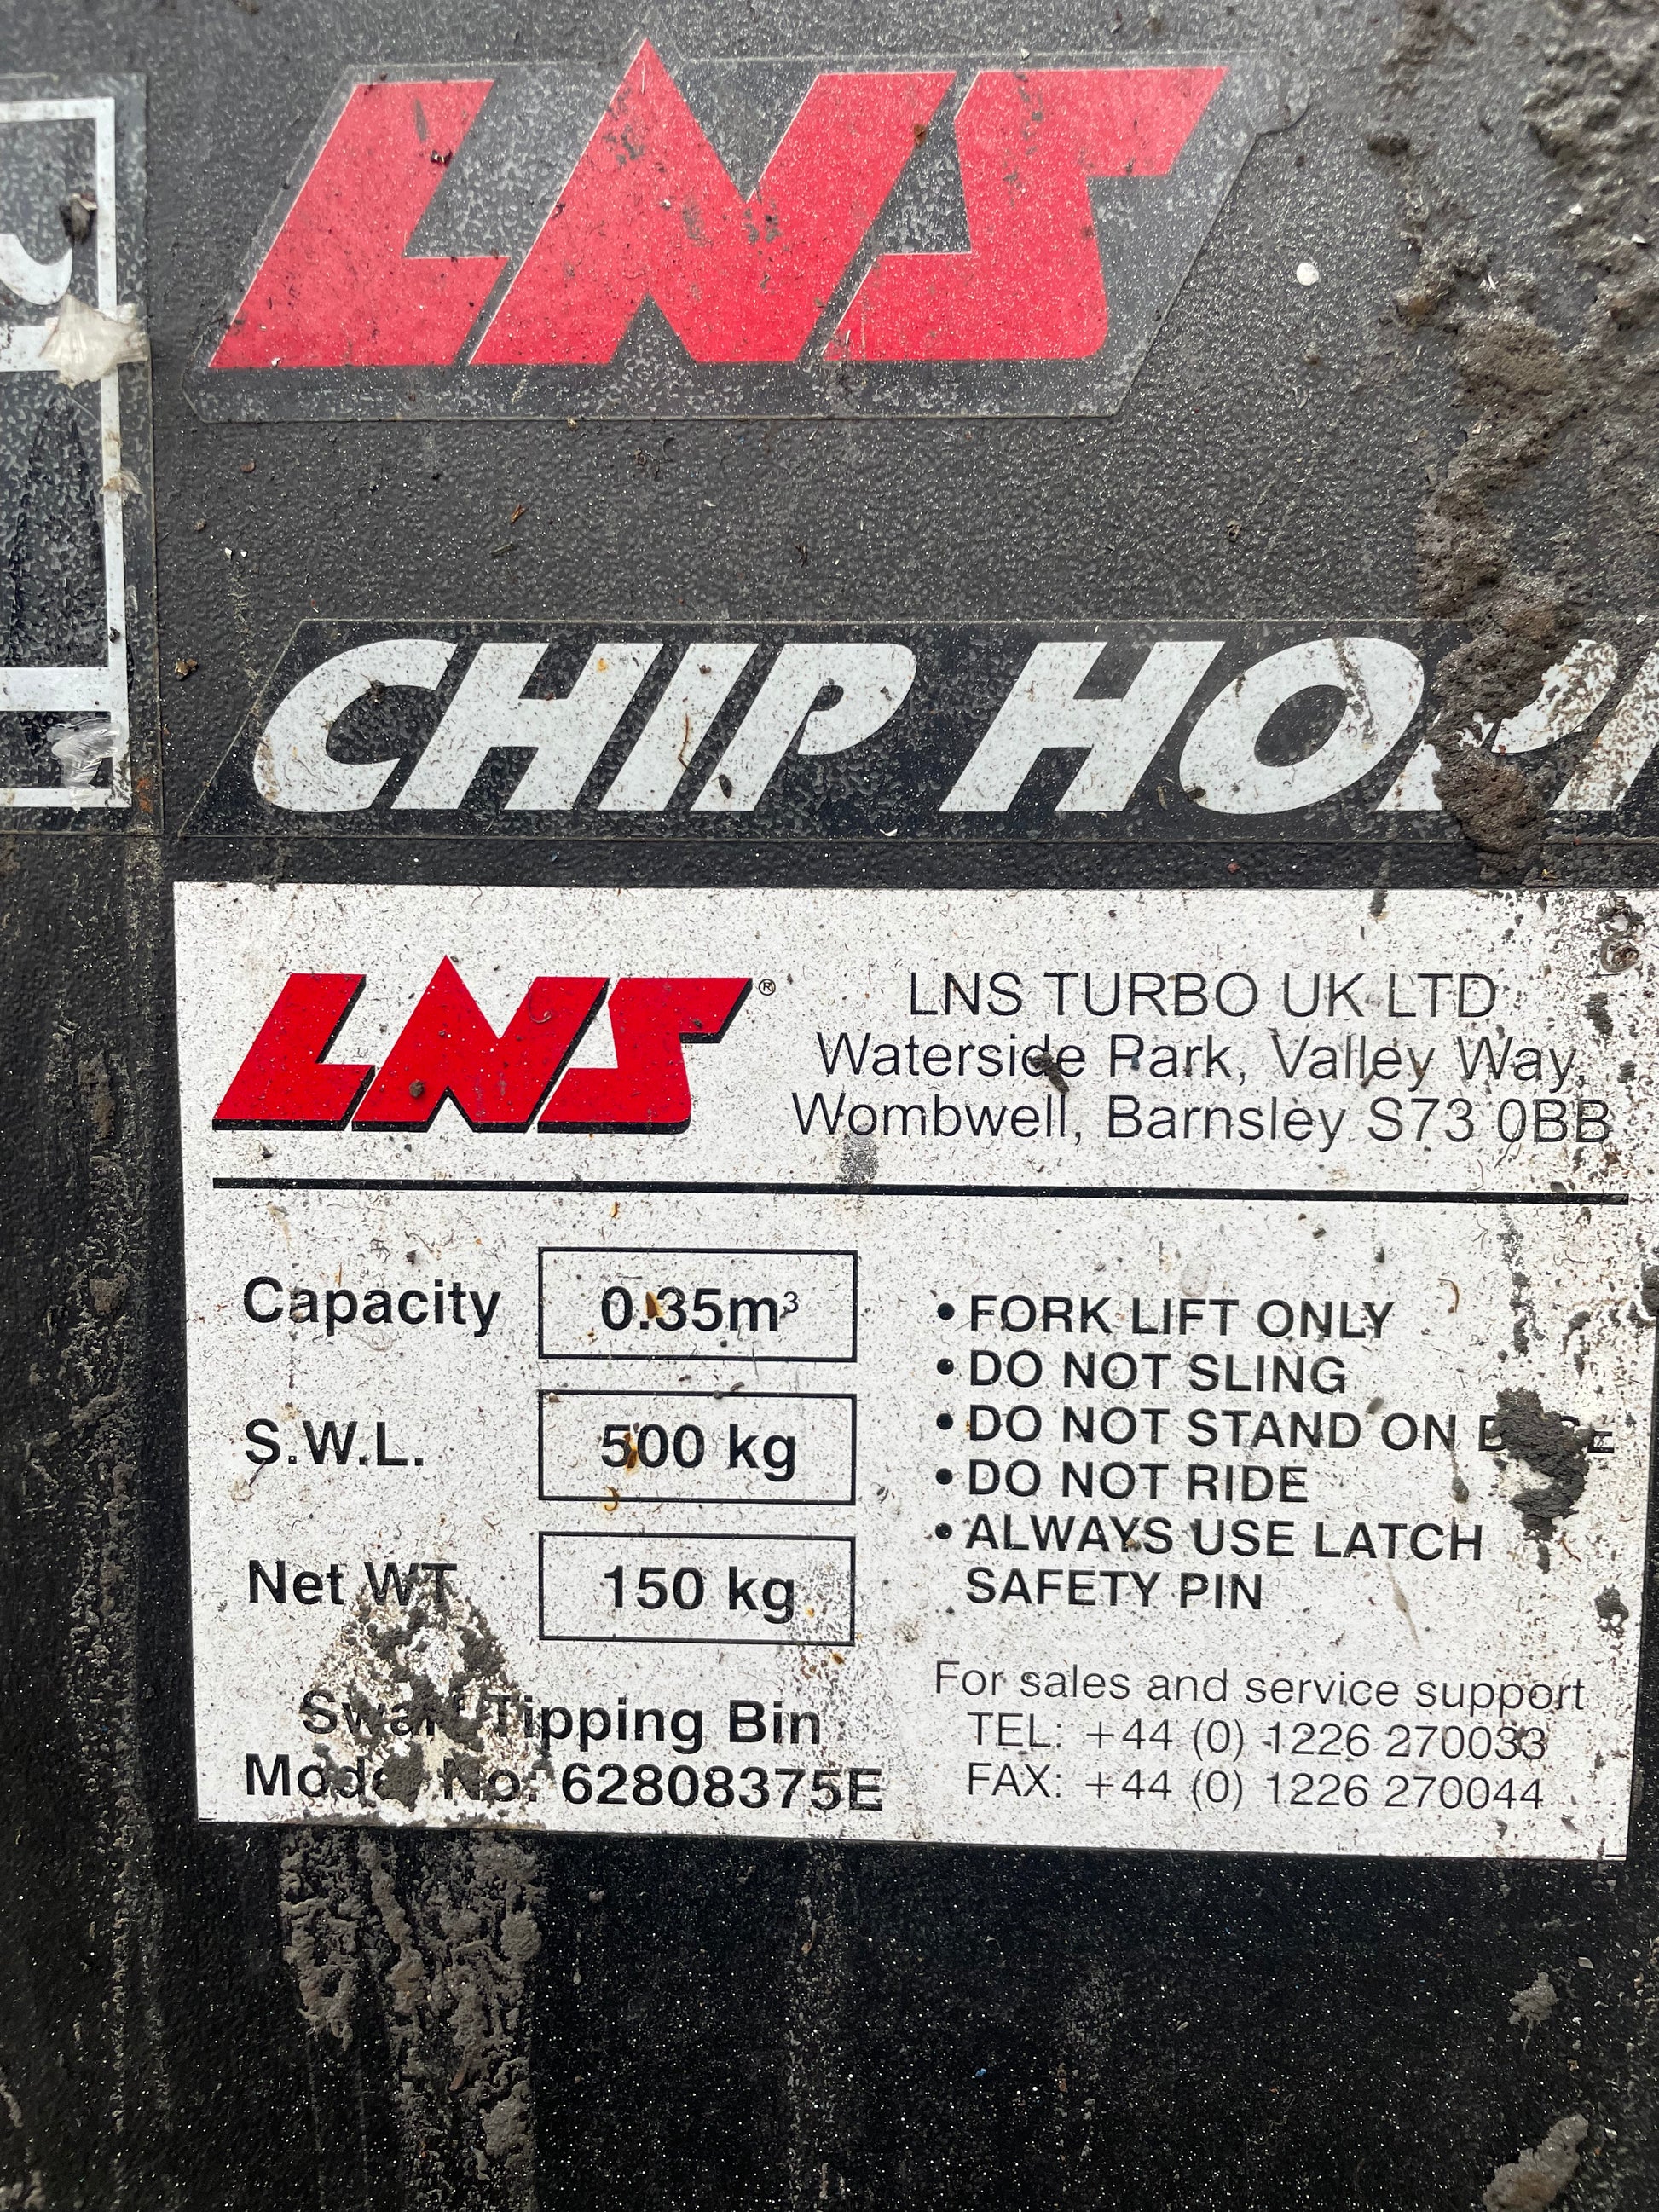 LNS
CHIP
LNS®
LNS TURBO UK LTD
Waterside Park, Valley Way,
Wombwell, Barnsley S73 0BB
Capacity 0.35m³
S.W.L. 500 kg
Net WT 150 kg
Swarf Tipping Bin
Model No: 62808375E
• FORK LIFT ONLY
• DO NOT SLING
• DO NOT STAND ON
• DO NOT RIDE
• ALWAYS USE LATCH
SAFETY PIN
For sales and service support
TEL: +44 (0) 1226 270033
FAX: +44 (0) 1226 270044